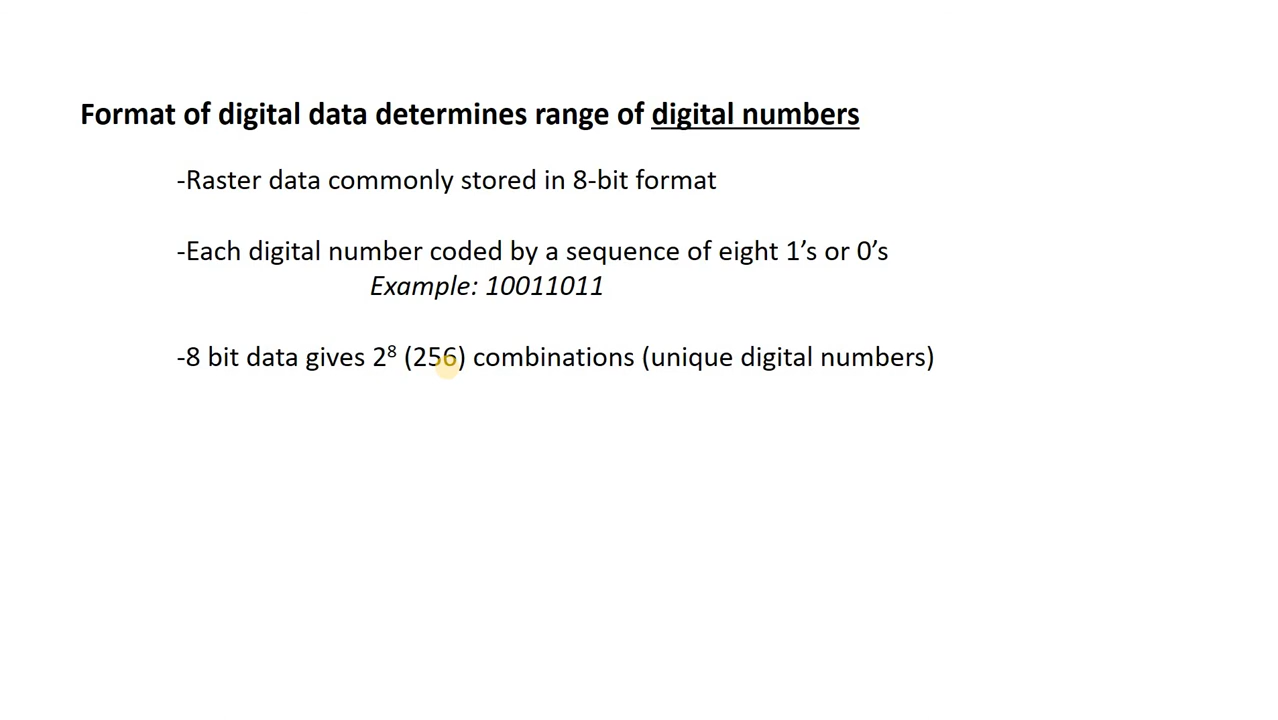 Format of digital data determines range of digital numbers
-Raster data commonly stored in 8-bit format
-Each digital number coded by a sequence of eight 1’s or 0’s
Example: 10011011
-8 bit data gives 2⁸ (256) combinations (unique digital numbers)